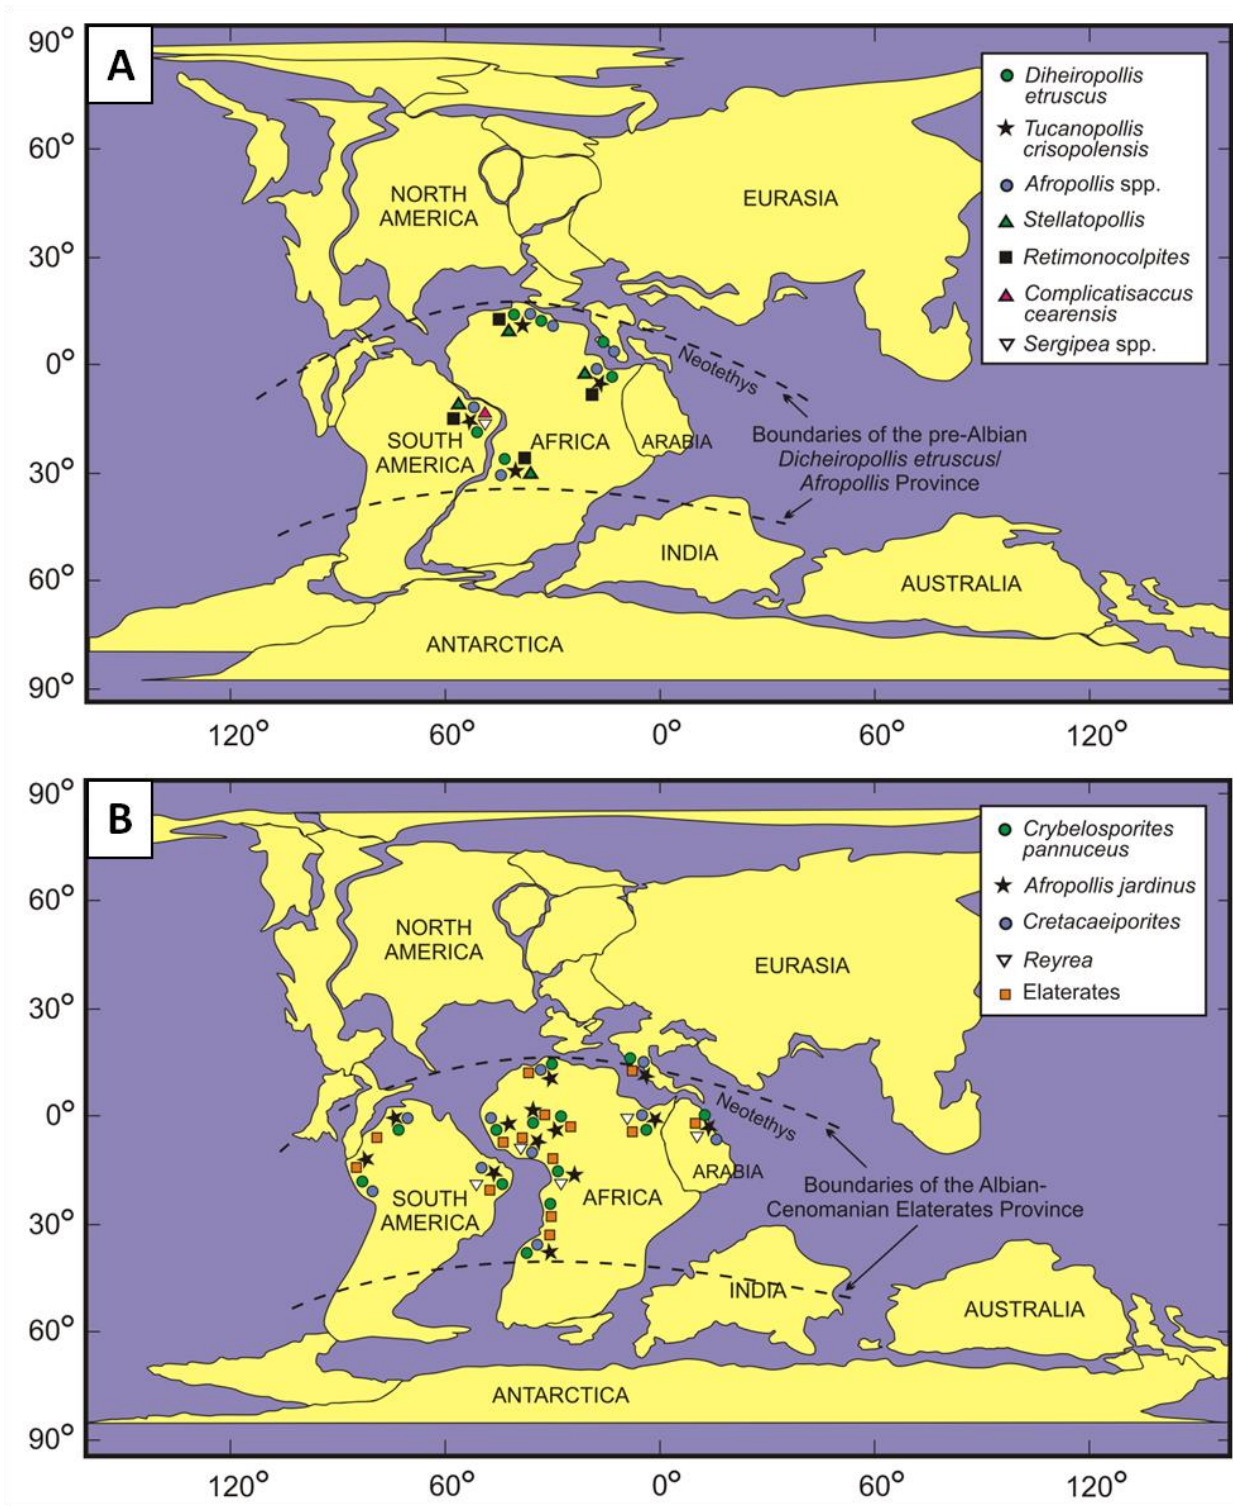 A
90°
60°
30°
0°
30°
60°
90°
120°
60°
0°
60°
120°
NORTH
AMERICA
EURASIA
SOUTH
AMERICA
AFRICA
ARABIA
INDIA
AUSTRALIA
ANTARCTICA
Neotethys
Boundaries of the pre-Albian
Dicheiropollis etruscus/
Afropollis Province
Diheiropollis
etruscus
Tucanopollis
crisopolensis
Afropollis spp.
Stellatopollis
Retimonocolpites
Complicatisaccus
cearensis
Sergipea spp.
B
90°
60°
30°
0°
30°
60°
90°
120°
60°
0°
60°
120°
NORTH
AMERICA
EURASIA
SOUTH
AMERICA
AFRICA
ARABIA
INDIA
AUSTRALIA
ANTARCTICA
Neotethys
Boundaries of the Albian-
Cenomanian Elaterates Province
Crybelosporites
pannuceus
Afropollis jardinus
Cretacaeiporites
Reyrea
Elaterates